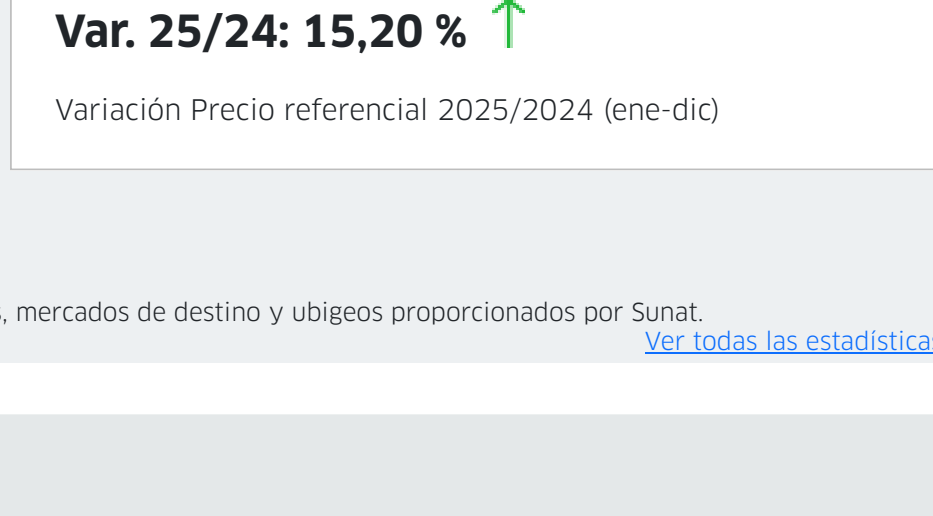 Var. 25/24: 15,20 %
Variación Precio referencial 2025/2024 (ene-dic)
, mercados de destino y ubigeos proporcionados por Sunat.
Ver todas las estadísticas